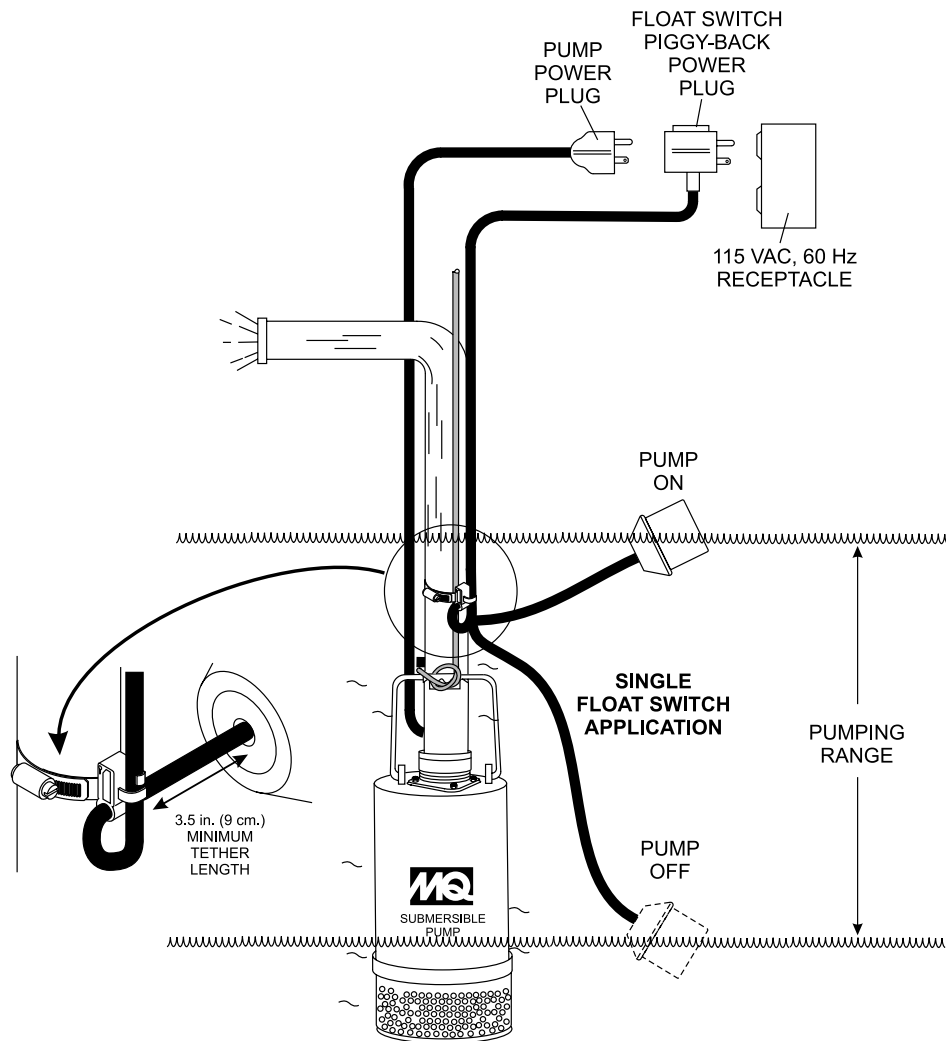 FLOAT SWITCH
PIGGY-BACK
POWER
PLUG
PUMP
POWER
PLUG
115 VAC, 60 Hz
RECEPTACLE
PUMP
ON
SINGLE
FLOAT SWITCH
APPLICATION
PUMPING
RANGE
3.5 in. (9 cm.)
MINIMUM
TETHER
LENGTH
PUMP
OFF
MQ
SUBMERSIBLE
PUMP